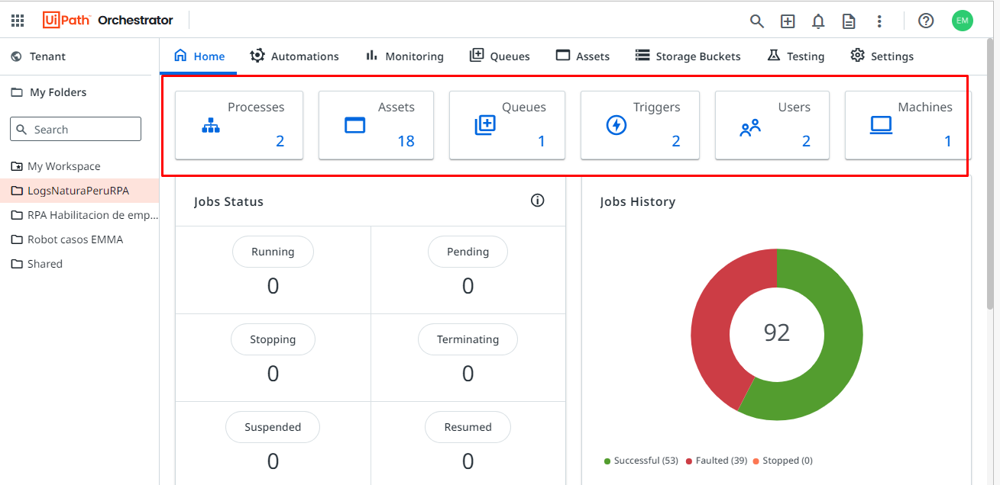 UiPath Orchestrator
EM
Tenant
Home
Automations
Monitoring
Queues
Assets
Storage Buckets
Testing
Settings
My Folders
Search
My Workspace
LogsNaturaPeruRPA
RPA Habilitacion de emp...
Robot casos EMMA
Shared
Processes
2
Assets
18
Queues
1
Triggers
2
Users
2
Machines
1
Jobs Status
Running
0
Pending
0
Stopping
0
Terminating
0
Suspended
0
Resumed
0
Jobs History
92
Successful (53) Faulted (39) Stopped (0)